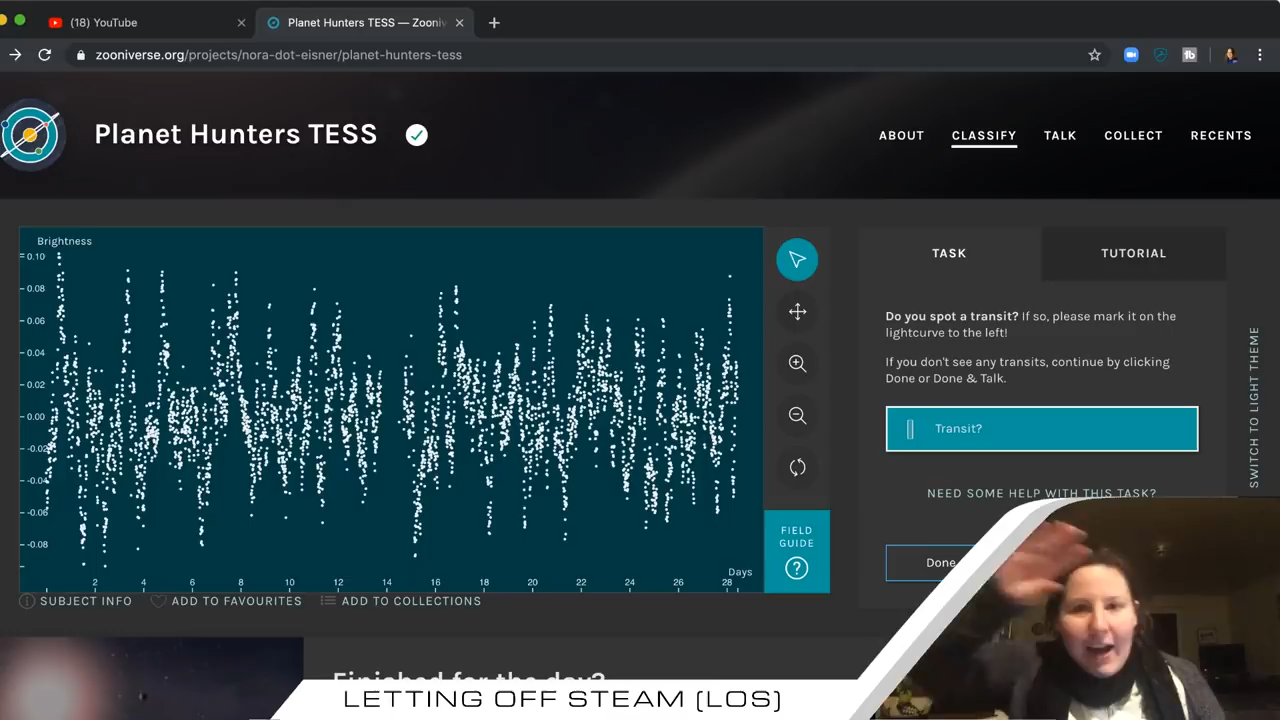 (18) YouTube
Planet Hunters TESS — Zooniv
zooniverse.org/projects/nora-dot-eisner/planet-hunters-tess
fb
Planet Hunters TESS
ABOUT CLASSIFY TALK COLLECT RECENTS
Brightness
0.10
0.08
0.06
0.04
0.02
0.00
-0.02
-0.04
-0.06
-0.08
Days
2 4 6 8 10 12 14 16 18 20 22 24 26 28
FIELD
GUIDE
?
TASK TUTORIAL
Do you spot a transit? If so, please mark it on the
lightcurve to the left!
If you don't see any transits, continue by clicking
Done or Done & Talk.
Transit?
NEED SOME HELP WITH THIS TASK?
Done
SWITCH TO LIGHT THEME
SUBJECT INFO ADD TO FAVOURITES ADD TO COLLECTIONS
Finished for the day?
LETTING OFF STEAM (LOS)